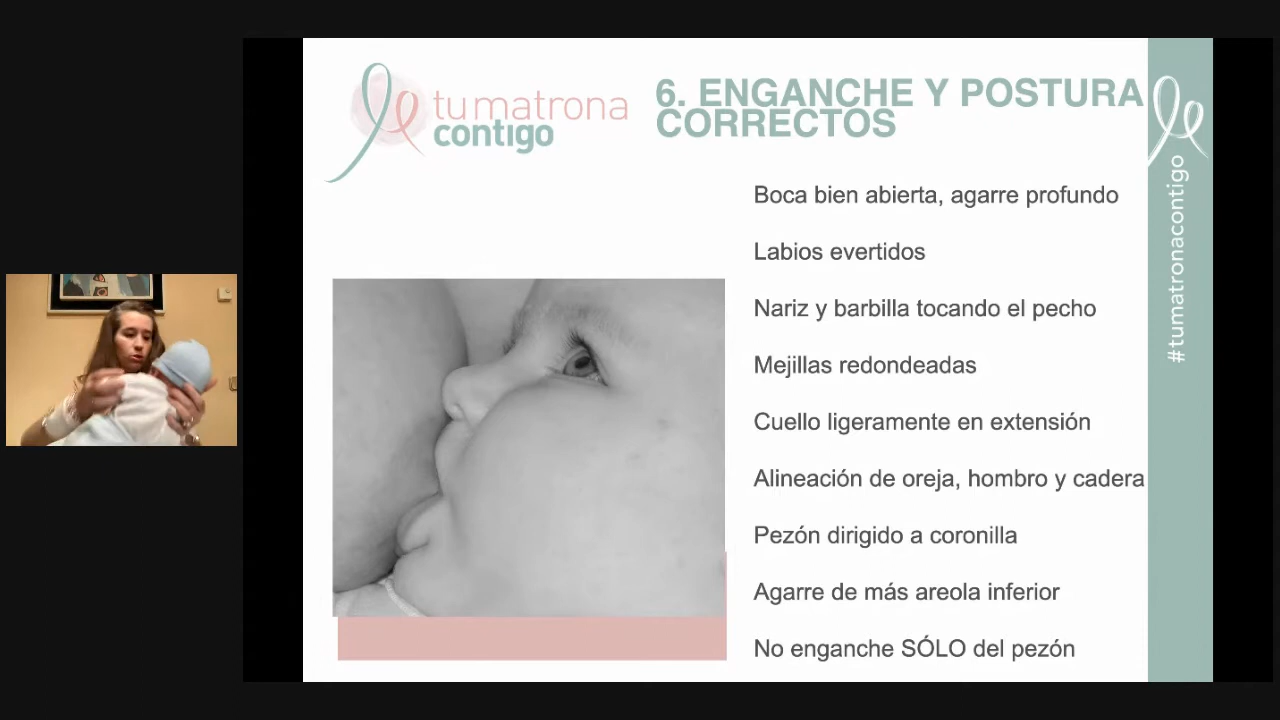 tumatrona
contigo
6. ENGANCHE Y POSTURA
CORRECTOS
Boca bien abierta, agarre profundo
Labios evertidos
Nariz y barbilla tocando el pecho
Mejillas redondeadas
Cuello ligeramente en extensión
Alineación de oreja, hombro y cadera
Pezón dirigido a coronilla
Agarre de más areola inferior
No enganche SÓLO del pezón
#tumatronacontigo